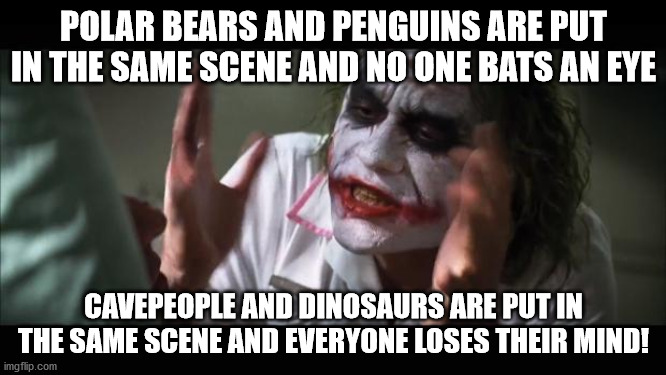 POLAR BEARS AND PENGUINS ARE PUT
IN THE SAME SCENE AND NO ONE BATS AN EYE
CAVEPEOPLE AND DINOSAURS ARE PUT IN
THE SAME SCENE AND EVERYONE LOSES THEIR MIND!
imgflip.com